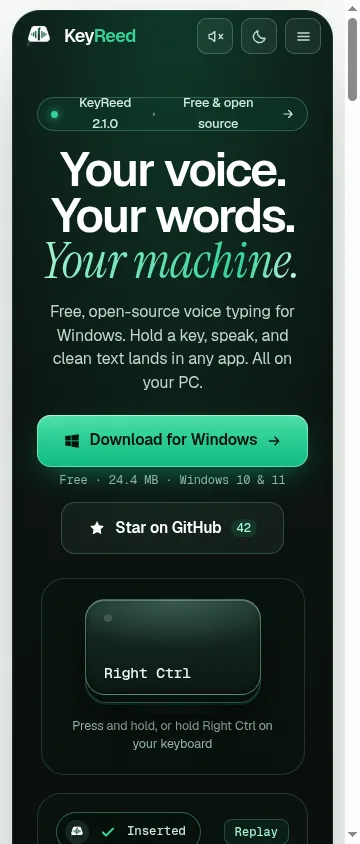 KeyReed
KeyReed 2.1.0 · Free & open source →
Your voice.
Your words.
Your machine.
Free, open-source voice typing for
Windows. Hold a key, speak, and
clean text lands in any app. All on
your PC.
Download for Windows →
Free · 24.4 MB · Windows 10 & 11
Star on GitHub 42
Right Ctrl
Press and hold, or hold Right Ctrl on
your keyboard
Inserted Replay